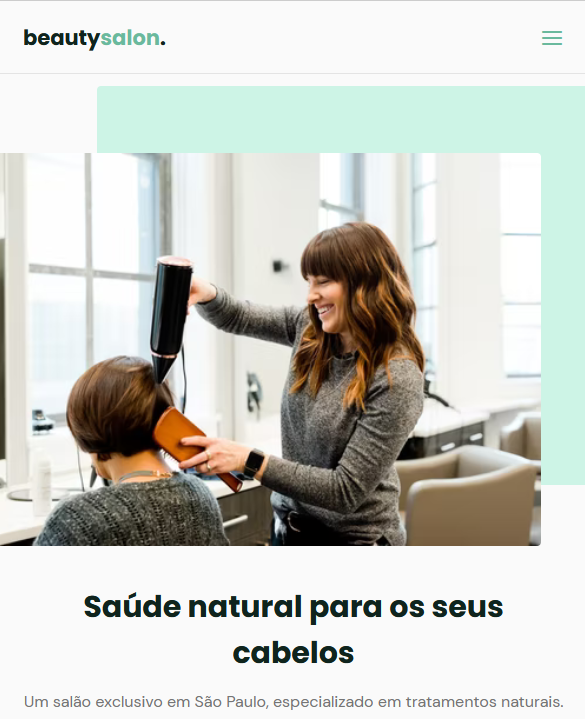 beautysalon.
Saúde natural para os seus
cabelos
Um salão exclusivo em São Paulo, especializado em tratamentos naturais.